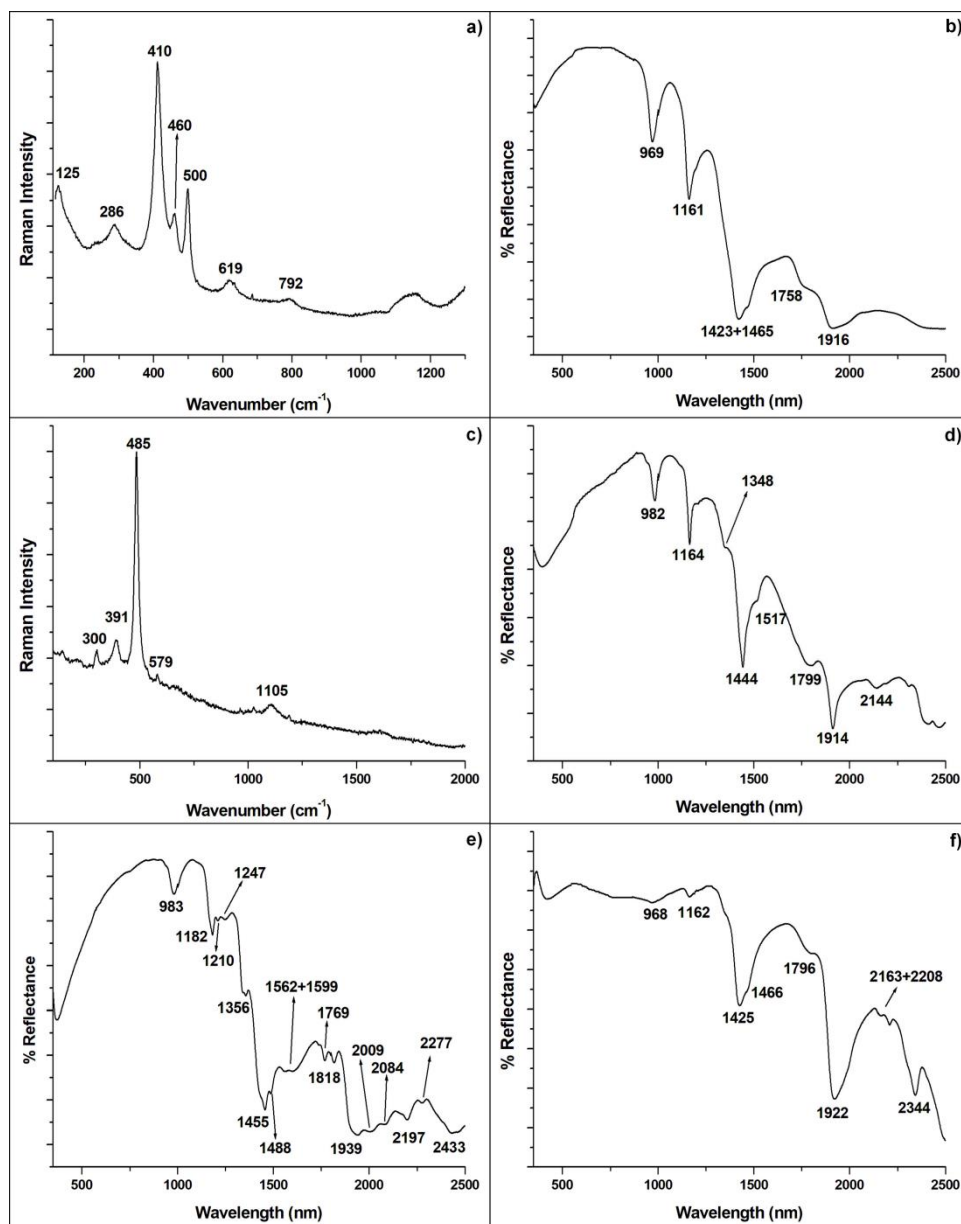 a)
410
460
500
125
286
619
792
Raman Intensity
200 400 600 800 1000 1200
Wavenumber (cm-1)
b)
969
1161
1758
1423+1465
1916
% Reflectance
500 1000 1500 2000 2500
Wavelength (nm)
c)
485
391
300
579
1105
Raman Intensity
500 1000 1500 2000
Wavenumber (cm-1)
d)
1348
982
1164
1517
1444
1799
2144
1914
% Reflectance
500 1000 1500 2000 2500
Wavelength (nm)
e)
1247
983
1182
1210
1562+1599
1356
1769
2009
2277
2084
1818
1455
1488
1939
2197
2433
% Reflectance
500 1000 1500 2000 2500
Wavelength (nm)
f)
968
1162
1796
2163+2208
1466
1425
1922
2344
% Reflectance
500 1000 1500 2000 2500
Wavelength (nm)